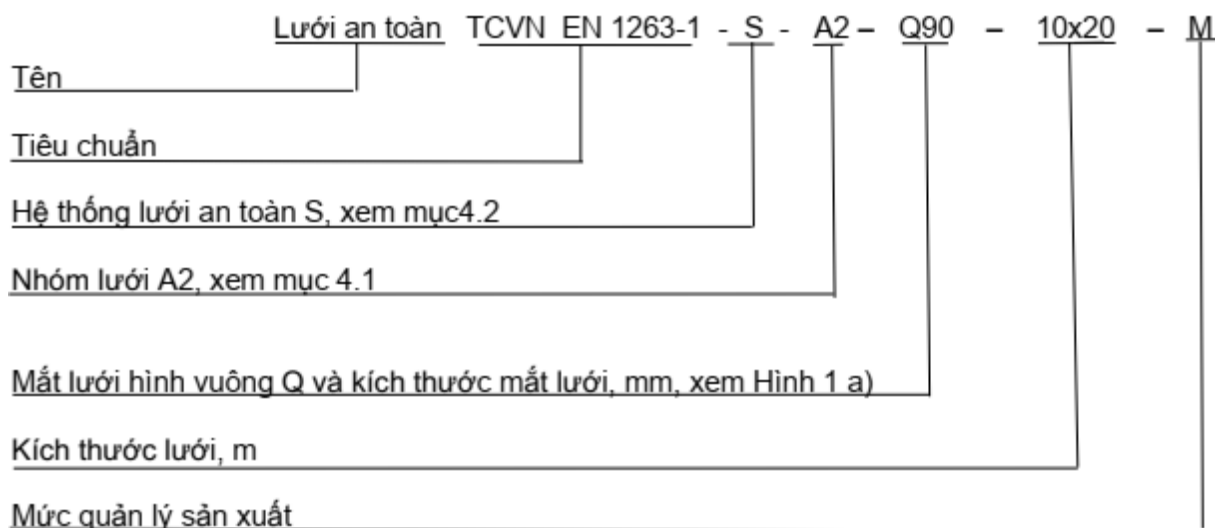 Lưới an toàn TCVN EN 1263-1 - S - A2 – Q90 – 10x20 – M
Tên
Tiêu chuẩn
Hệ thống lưới an toàn S, xem mục4.2
Nhóm lưới A2, xem mục 4.1
Mắt lưới hình vuông Q và kích thước mắt lưới, mm, xem Hình 1 a)
Kích thước lưới, m
Mức quản lý sản xuất